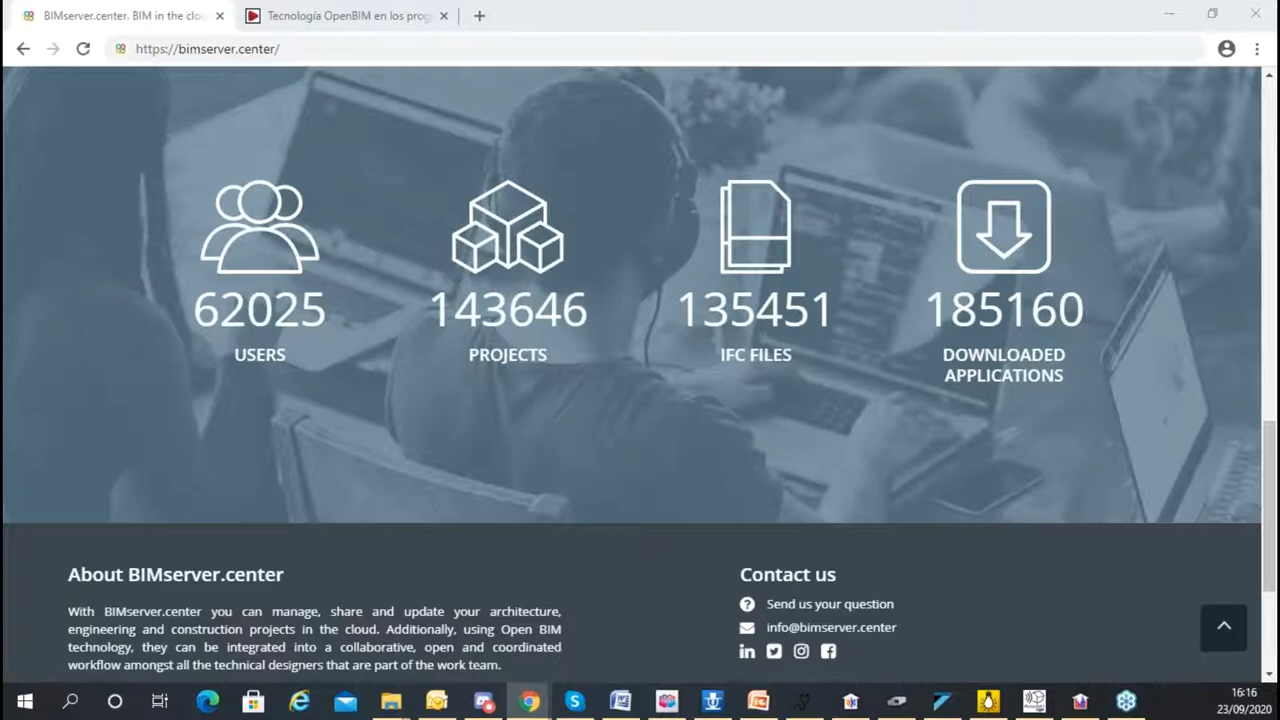 BIMserver.center. BIM in the clou
Tecnología OpenBIM en los prog
https://bimserver.center/
62025
143646
135451
185160
USERS
PROJECTS
IFC FILES
DOWNLOADED
APPLICATIONS
About BIMserver.center
With BIMserver.center you can manage, share and update your architecture,
engineering and construction projects in the cloud. Additionally, using Open BIM
technology, they can be integrated into a collaborative, open and coordinated
workflow amongst all the technical designers that are part of the work team.
Contact us
Send us your question
info@bimserver.center
16:16
23/09/2020